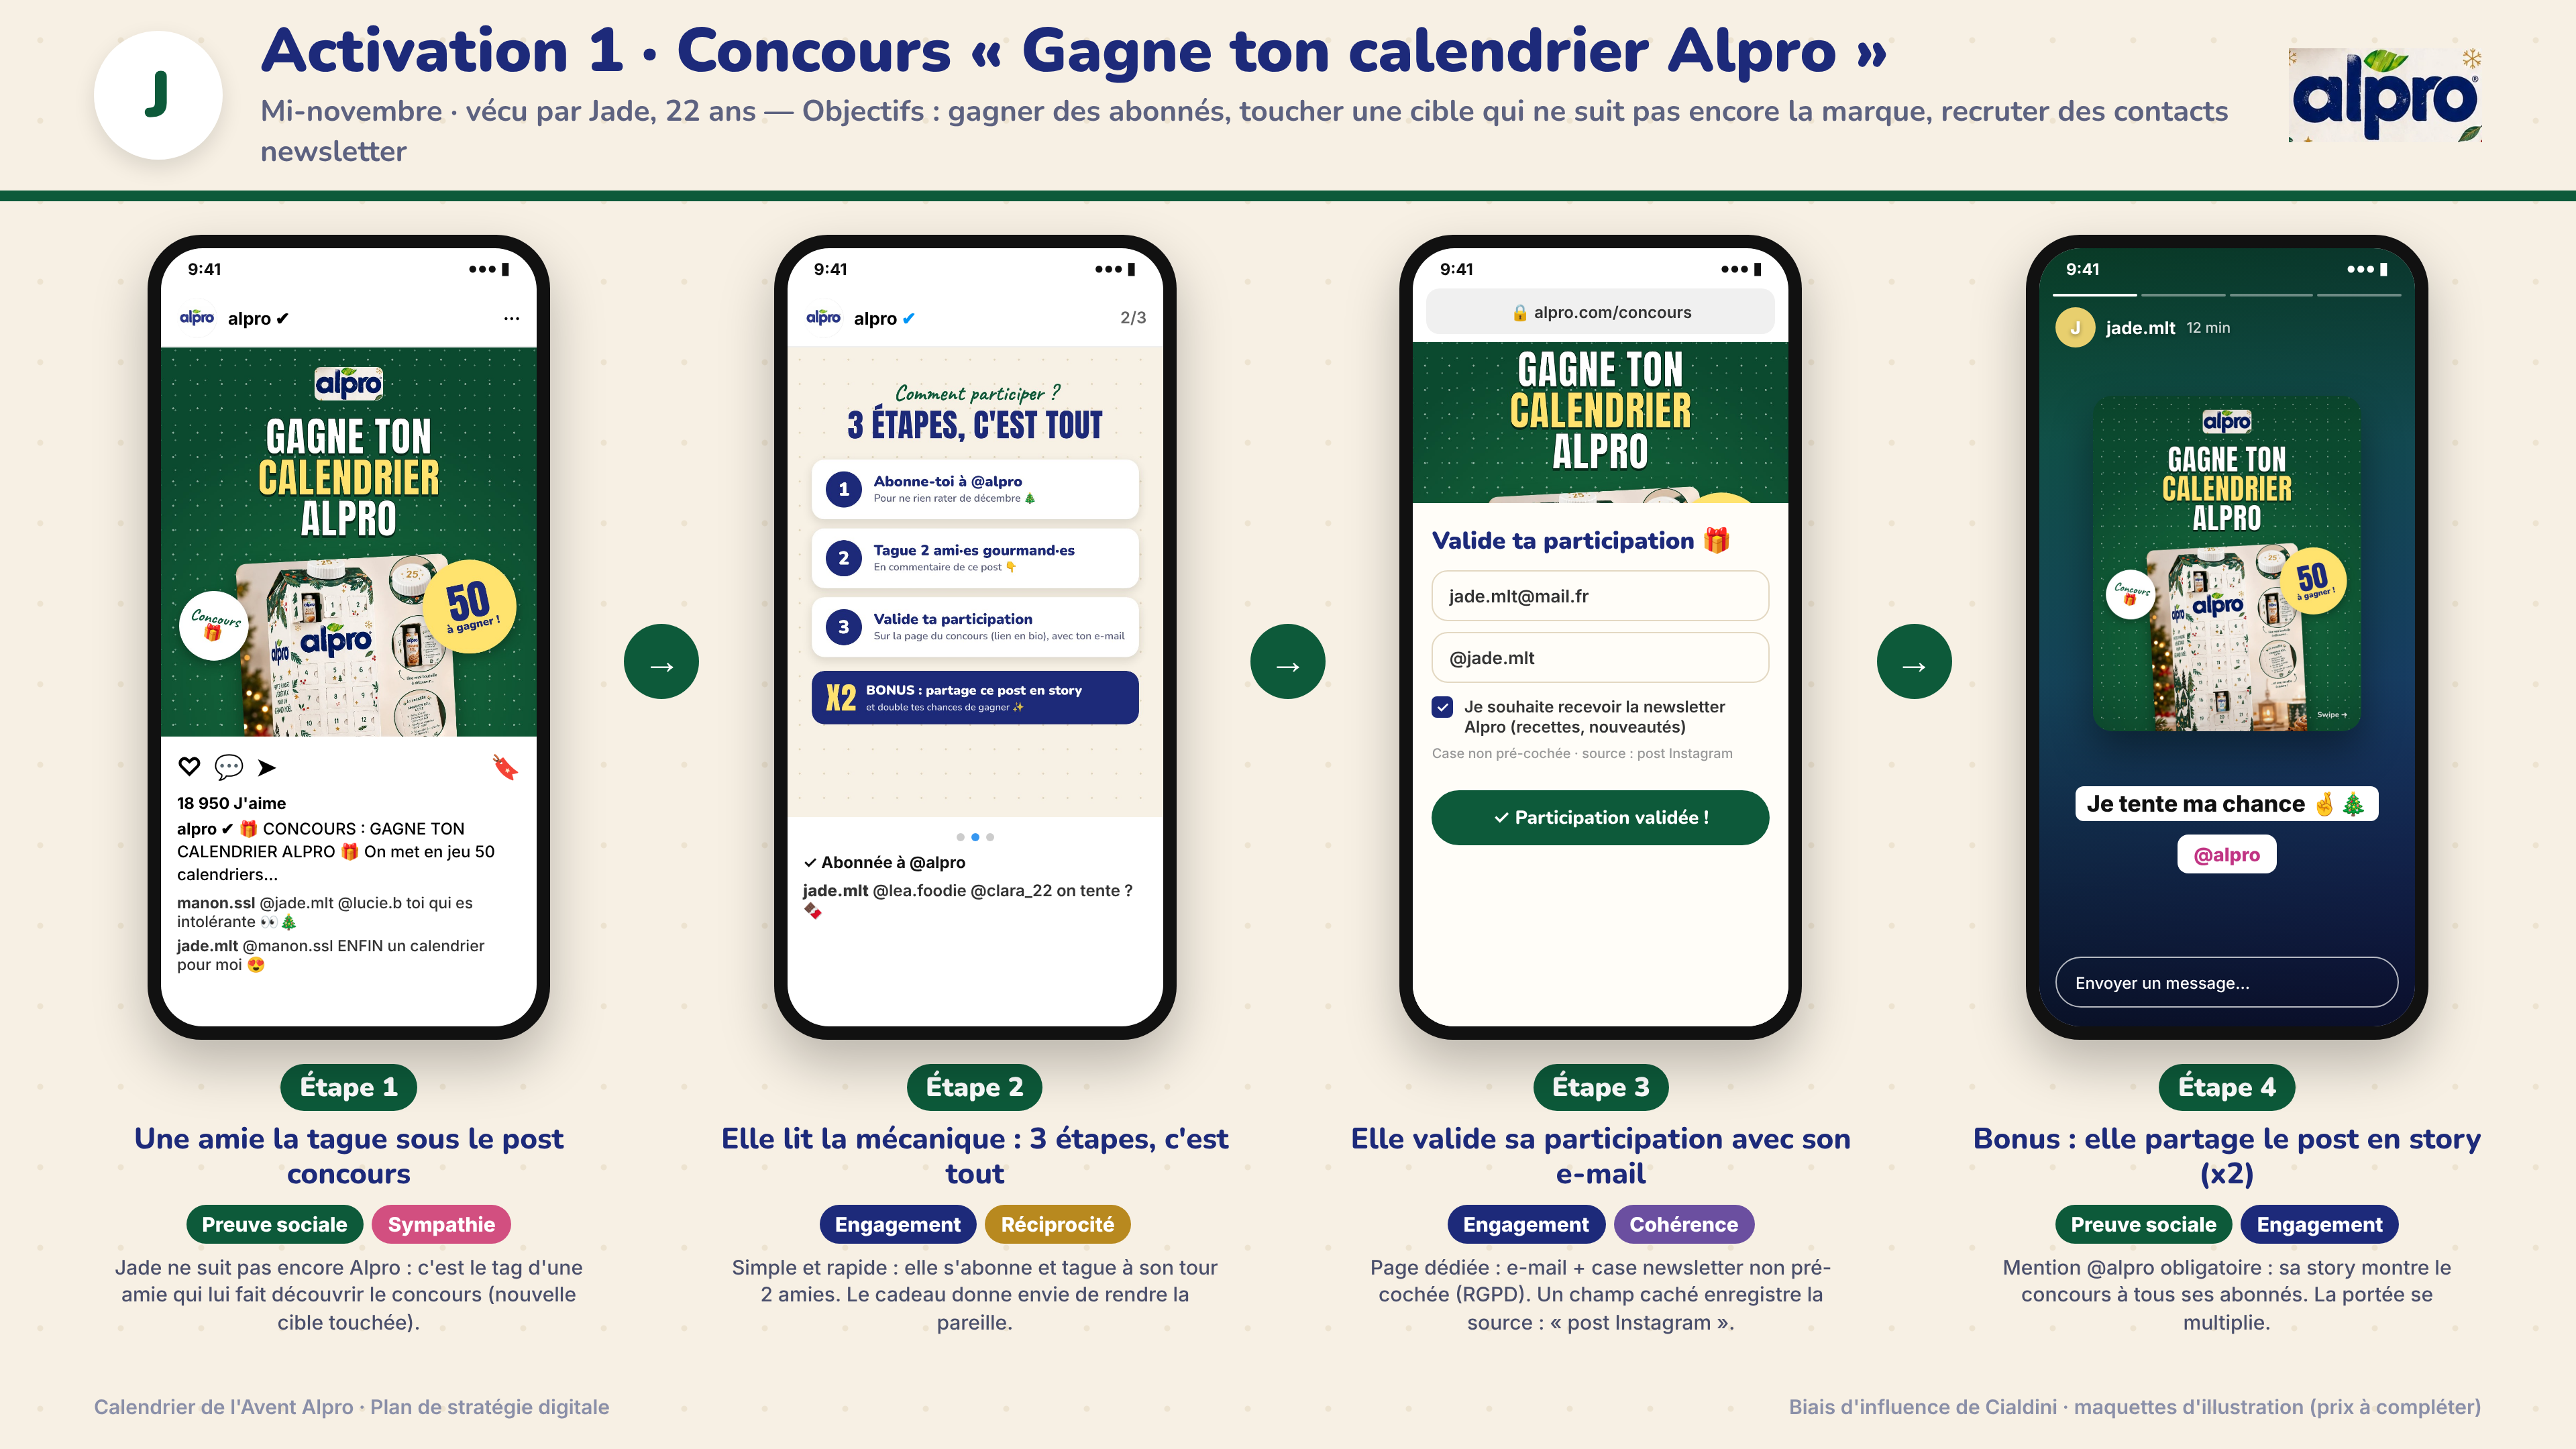 J
Activation 1 · Concours « Gagne ton calendrier Alpro »
Mi-novembre · vécu par Jade, 22 ans — Objectifs : gagner des abonnés, toucher une cible qui ne suit pas encore la marque, recruter des contacts
newsletter
alpro
9:41
alpro alpro ✔
...
alpro
GAGNE TON
CALENDRIER
ALPRO
Concours 🎁
50
à gagner !
alpro
18 950 J'aime
alpro ✔ 🎁 CONCOURS : GAGNE TON
CALENDRIER ALPRO 🎁 On met en jeu 50
calendriers...
manon.ssl @jade.mlt @lucie.b toi qui es
intolérante 👀🎄
jade.mlt @manon.ssl ENFIN un calendrier
pour moi 😍
→
9:41
alpro alpro ✔
2/3
Comment participer ?
3 ÉTAPES, C'EST TOUT
1 Abonne-toi à @alpro
Pour ne rien rater de décembre 🎄
2 Tague 2 ami·es gourmand·es
En commentaire de ce post 👇
3 Valide ta participation
Sur la page du concours (lien en bio), avec ton e-mail
X2 BONUS : partage ce post en story
et double tes chances de gagner ✨
✓ Abonnée à @alpro
jade.mlt @lea.foodie @clara_22 on tente ?
🍫
→
9:41
🔒 alpro.com/concours
GAGNE TON
CALENDRIER
ALPRO
Valide ta participation 🎁
jade.mlt@mail.fr
@jade.mlt
Je souhaite recevoir la newsletter
Alpro (recettes, nouveautés)
Case non pré-cochée · source : post Instagram
✓ Participation validée !
→
9:41
J jade.mlt 12 min
alpro
GAGNE TON
CALENDRIER
ALPRO
Concours 🎁
50
à gagner !
alpro
Swipe →
Je tente ma chance 🤞🎄
@alpro
Envoyer un message...
Étape 1
Une amie la tague sous le post
concours
Preuve sociale Sympathie
Jade ne suit pas encore Alpro : c'est le tag d'une
amie qui lui fait découvrir le concours (nouvelle
cible touchée).
Étape 2
Elle lit la mécanique : 3 étapes, c'est
tout
Engagement Réciprocité
Simple et rapide : elle s'abonne et tague à son tour
2 amies. Le cadeau donne envie de rendre la
pareille.
Étape 3
Elle valide sa participation avec son
e-mail
Engagement Cohérence
Page dédiée : e-mail + case newsletter non pré-
cochée (RGPD). Un champ caché enregistre la
source : « post Instagram ».
Étape 4
Bonus : elle partage le post en story
(x2)
Preuve sociale Engagement
Mention @alpro obligatoire : sa story montre le
concours à tous ses abonnés. La portée se
multiplie.
Calendrier de l'Avent Alpro · Plan de stratégie digitale
Biais d'influence de Cialdini · maquettes d'illustration (prix à compléter)